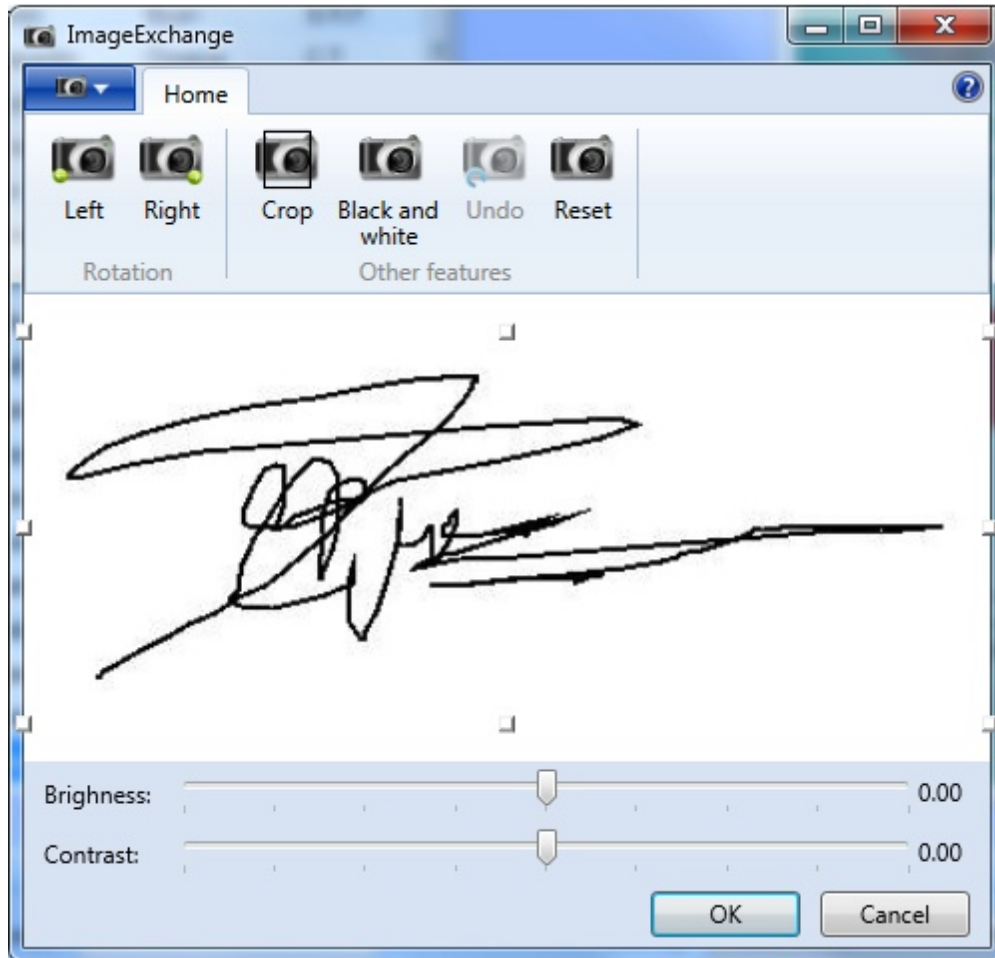 ImageExchange
Home
Left
Right
Crop
Black and
white
Undo
Reset
Rotation
Other features
Brighness:
0.00
Contrast:
0.00
OK
Cancel